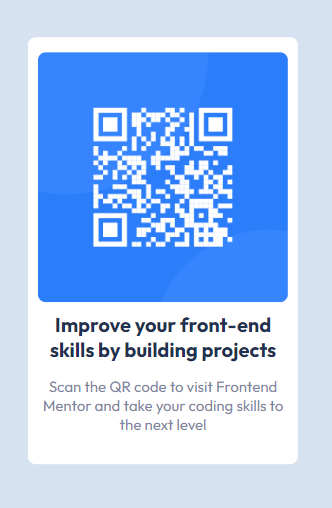 Improve your front-end
skills by building projects
Scan the QR code to visit Frontend
Mentor and take your coding skills to
the next level